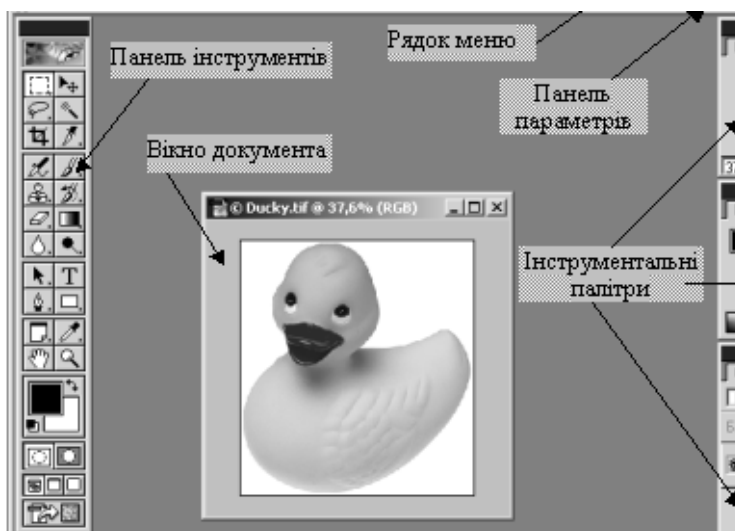 Рядок меню
Панель інструментів
Панель
параметрів
Вікно документа
© Ducky.tif @ 37,6% (RGB)
Інструментальні
палітри
T